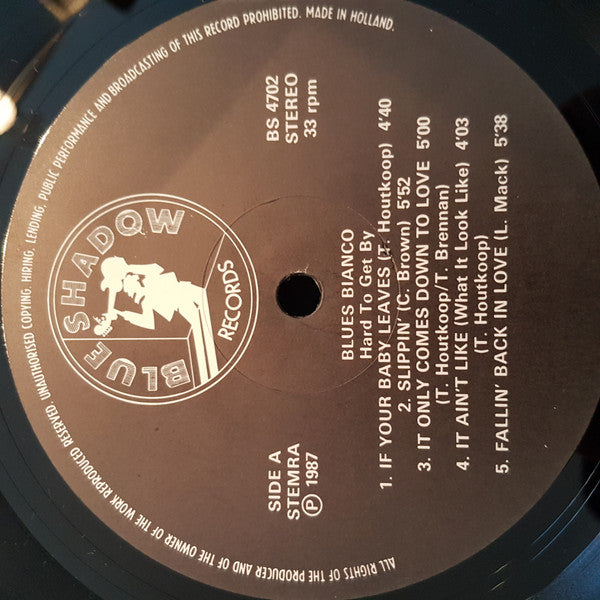 ALL RIGHTS OF THE PRODUCER AND OF THE OWNER OF THE WORK REPRODUCED RESERVED. UNAUTHORISED COPYING, HIRING, LENDING, PUBLIC PERFORMANCE AND BROADCASTING OF THIS RECORD PROHIBITED. MADE IN HOLLAND.
BLUE SHADOW
RECORDS
SIDE A
STEMRA
Ⓟ 1987
BS 4702
STEREO
33 rpm
BLUES BIANCO
Hard To Get By
1. IF YOUR BABY LEAVES (T. Houtkoop) 4'40
2. SLIPPIN' (C. Brown) 5'52
3. IT ONLY COMES DOWN TO LOVE 5'00
(T. Houtkoop/T. Brennan)
4. IT AIN'T LIKE (What It Look Like) 4'03
(T. Houtkoop)
5. FALLIN' BACK IN LOVE (L. Mack) 5'38